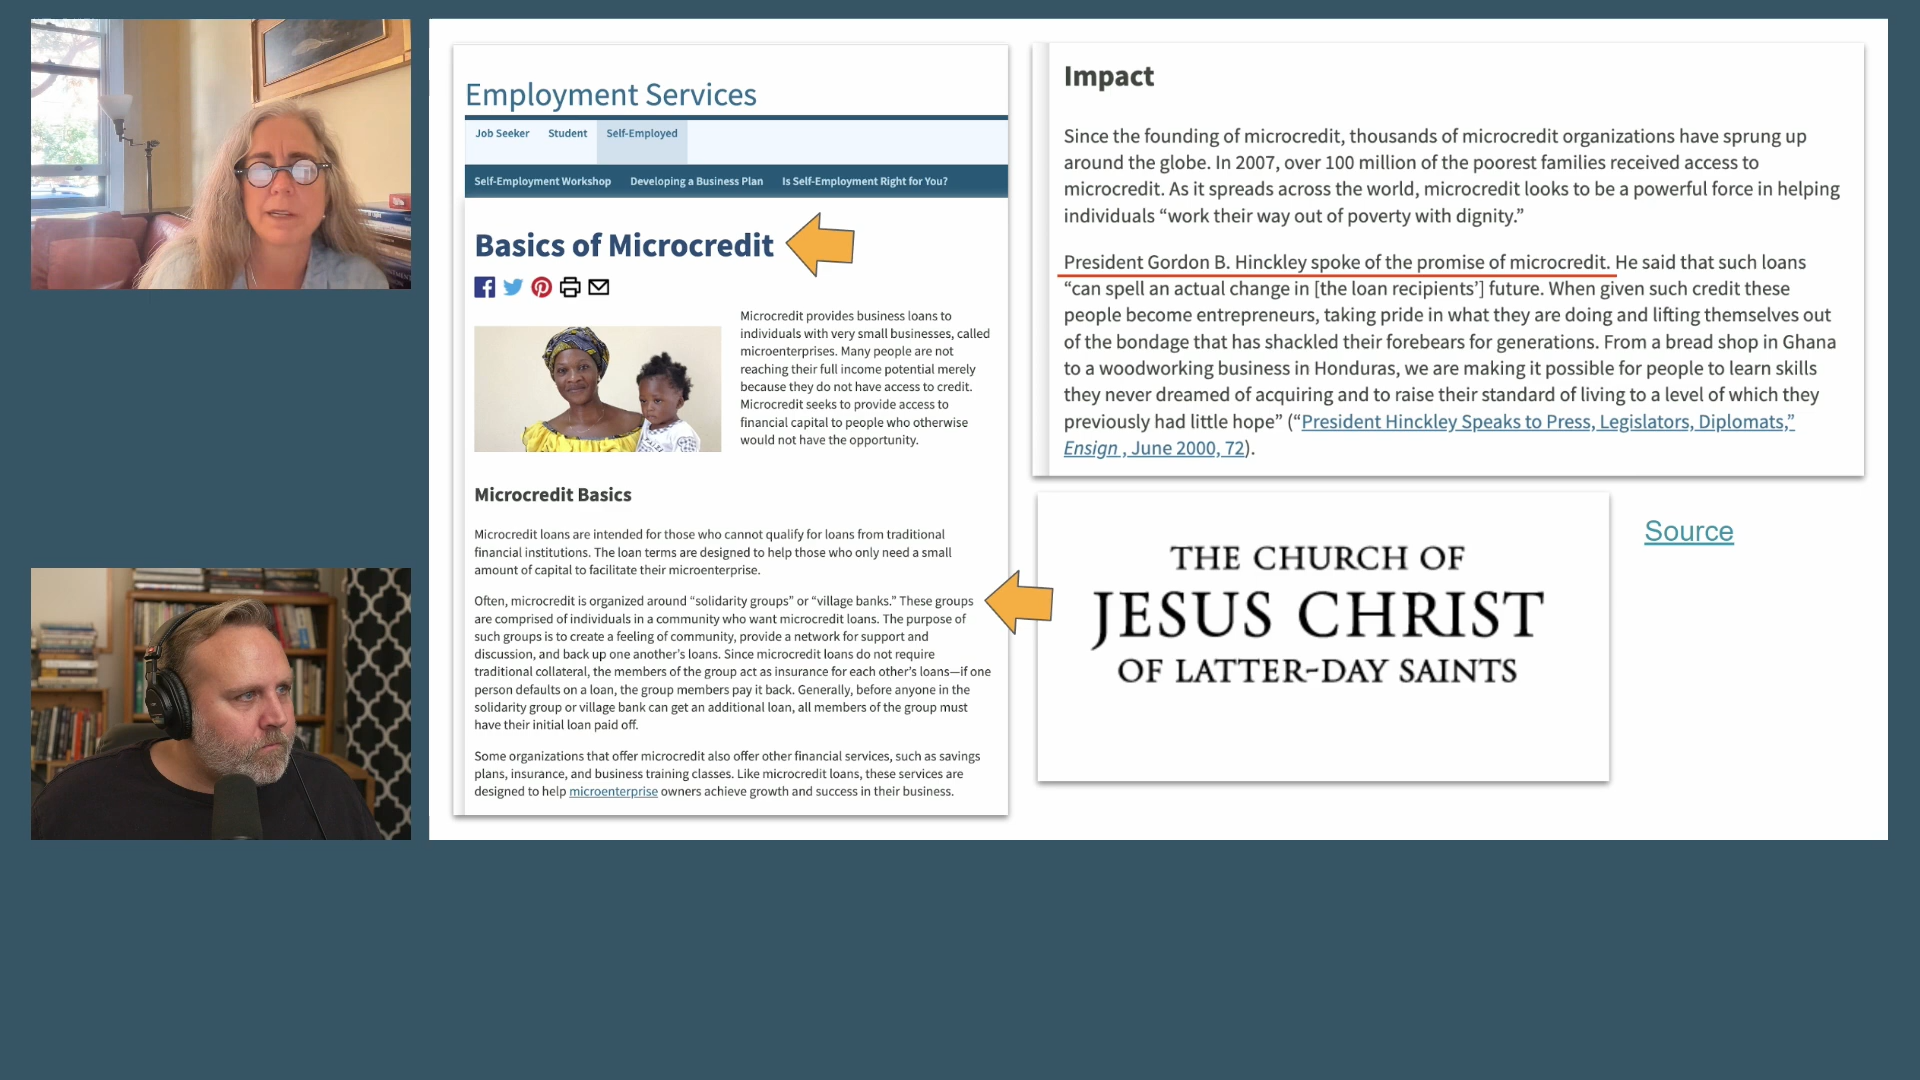 Employment Services
Job Seeker Student Self-Employed
Self-Employment Workshop Developing a Business Plan Is Self-Employment Right for You?
Basics of Microcredit
Microcredit provides business loans to
individuals with very small businesses, called
microenterprises. Many people are not
reaching their full income potential merely
because they do not have access to credit.
Microcredit seeks to provide access to
financial capital to people who otherwise
would not have the opportunity.
Microcredit Basics
Microcredit loans are intended for those who cannot qualify for loans from traditional
financial institutions. The loan terms are designed to help those who only need a small
amount of capital to facilitate their microenterprise.
Often, microcredit is organized around “solidarity groups” or “village banks.” These groups
are comprised of individuals in a community who want microcredit loans. The purpose of
such groups is to create a feeling of community, provide a network for support and
discussion, and back up one another’s loans. Since microcredit loans do not require
traditional collateral, the members of the group act as insurance for each other’s loans—if one
person defaults on a loan, the group members pay it back. Generally, before anyone in the
solidarity group or village bank can get an additional loan, all members of the group must
have their initial loan paid off.
Some organizations that offer microcredit also offer other financial services, such as savings
plans, insurance, and business training classes. Like microcredit loans, these services are
designed to help microenterprise owners achieve growth and success in their business.
Impact
Since the founding of microcredit, thousands of microcredit organizations have sprung up
around the globe. In 2007, over 100 million of the poorest families received access to
microcredit. As it spreads across the world, microcredit looks to be a powerful force in helping
individuals “work their way out of poverty with dignity.”
President Gordon B. Hinckley spoke of the promise of microcredit. He said that such loans
“can spell an actual change in [the loan recipients’] future. When given such credit these
people become entrepreneurs, taking pride in what they are doing and lifting themselves out
of the bondage that has shackled their forebears for generations. From a bread shop in Ghana
to a woodworking business in Honduras, we are making it possible for people to learn skills
they never dreamed of acquiring and to raise their standard of living to a level of which they
previously had little hope” (“President Hinckley Speaks to Press, Legislators, Diplomats,”
Ensign , June 2000, 72).
THE CHURCH OF
JESUS CHRIST
OF LATTER-DAY SAINTS
Source